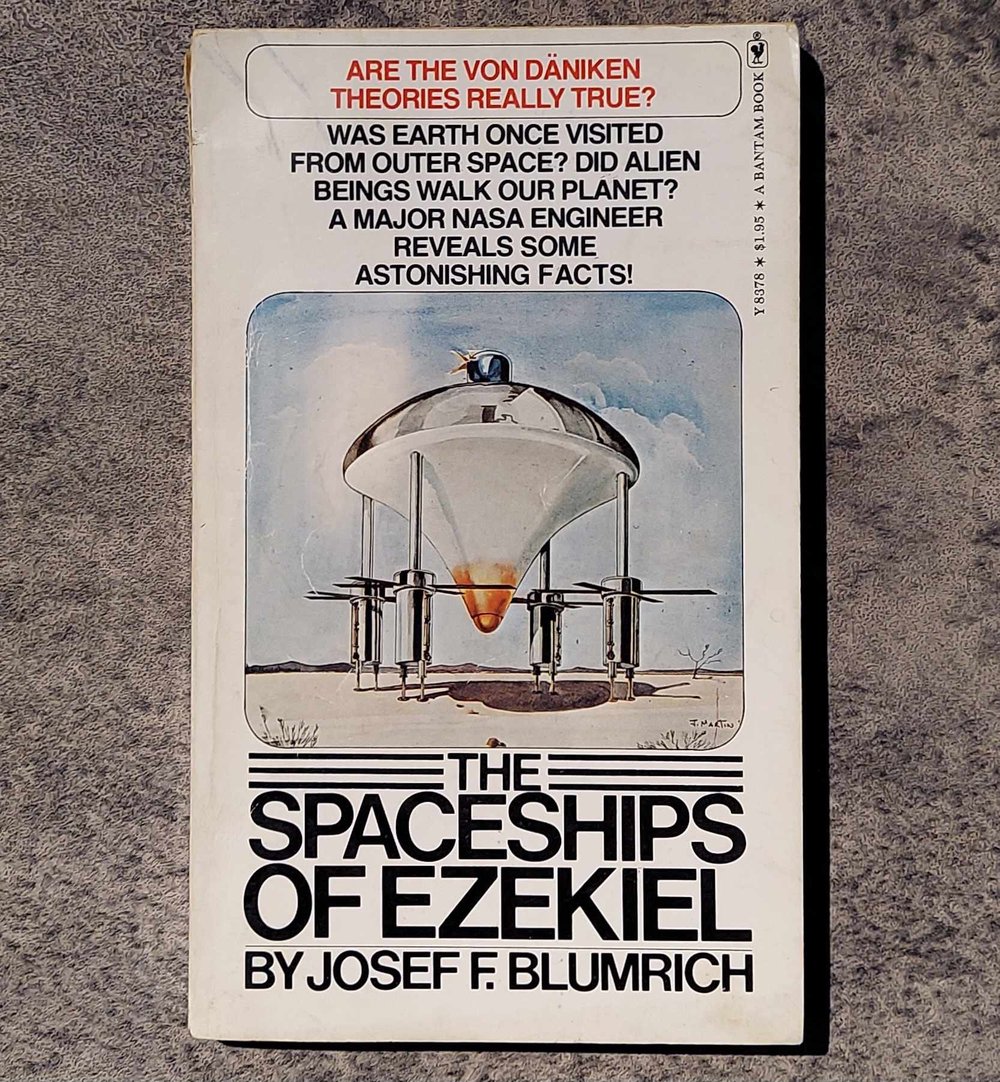 ARE THE VON DÄNIKEN
THEORIES REALLY TRUE?
WAS EARTH ONCE VISITED
FROM OUTER SPACE? DID ALIEN
BEINGS WALK OUR PLANET?
A MAJOR NASA ENGINEER
REVEALS SOME
ASTONISHING FACTS!
Y 8378 * $1.95 * A BANTAM BOOK
®
J. MARTIN
THE
SPACESHIPS
OF EZEKIEL
BY JOSEF F. BLUMRICH